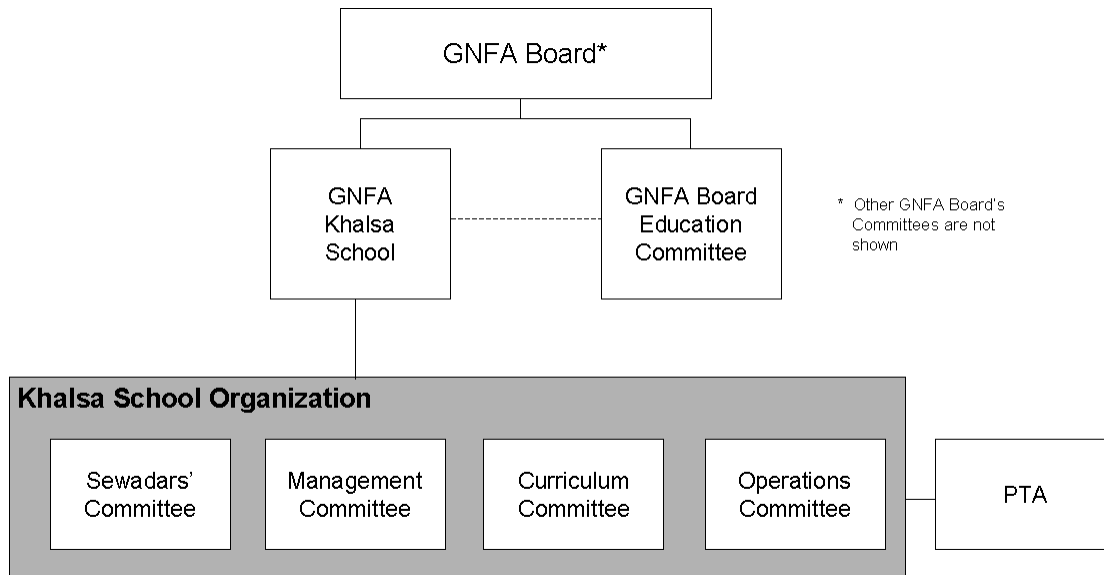 GNFA Board*
GNFA
Khalsa
School
GNFA Board
Education
Committee
* Other GNFA Board's
Committees are not
shown
Khalsa School Organization
Sewadars'
Committee
Management
Committee
Curriculum
Committee
Operations
Committee
PTA